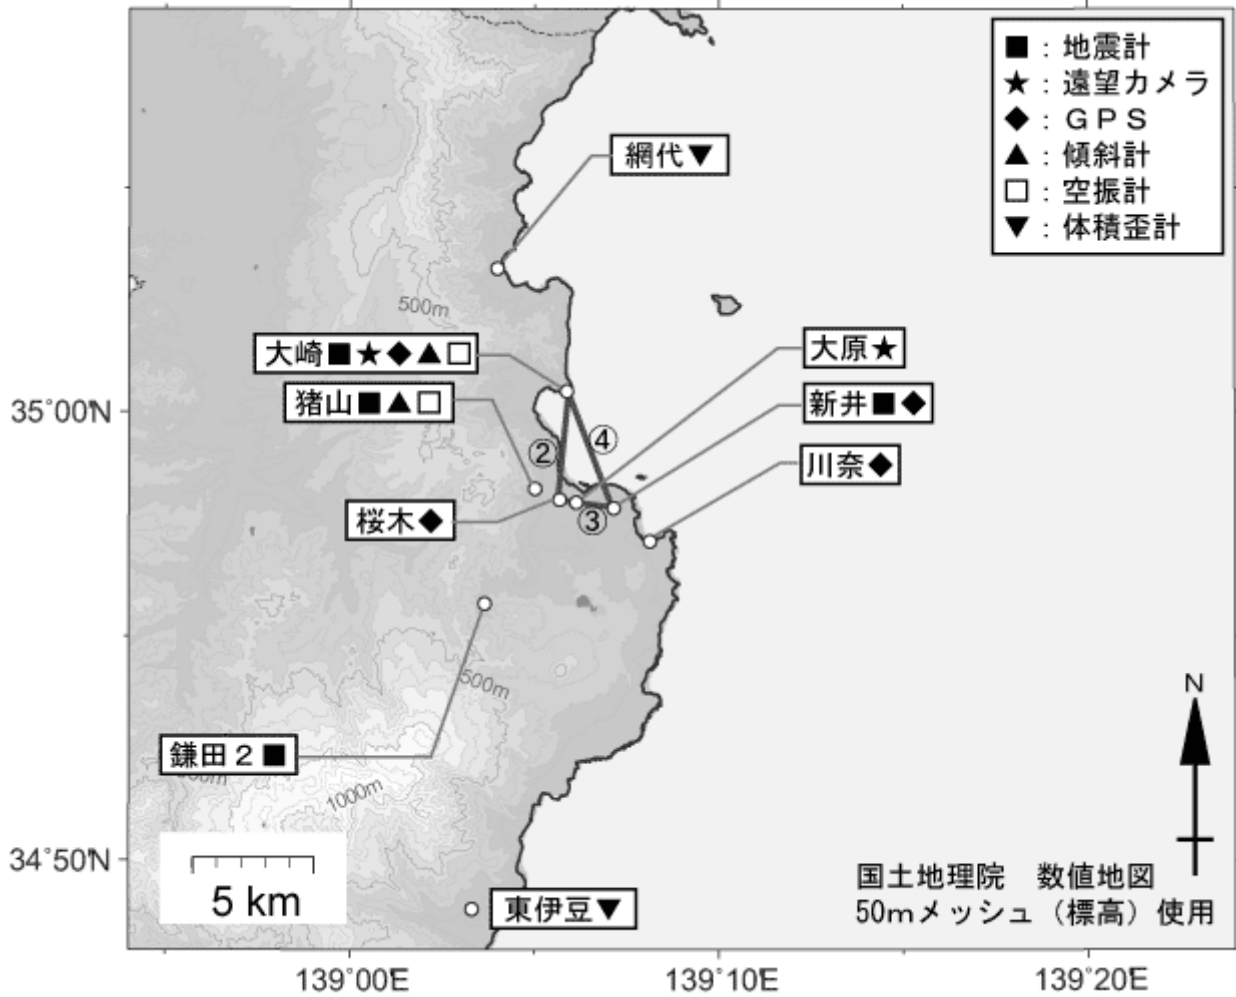 ■：地震計
★：遠望カメラ
◆：ＧＰＳ
▲：傾斜計
□：空振計
▼：体積歪計
網代▼
500m
大崎■★◆▲□
大原★
猪山■▲□
新井■◆
35°00'N
②
④
川奈◆
桜木◆
③
500m
N
鎌田２■
1000m
34°50'N
5 km
国土地理院　数値地図
50mメッシュ（標高）使用
東伊豆▼
139°00'E
139°10'E
139°20'E